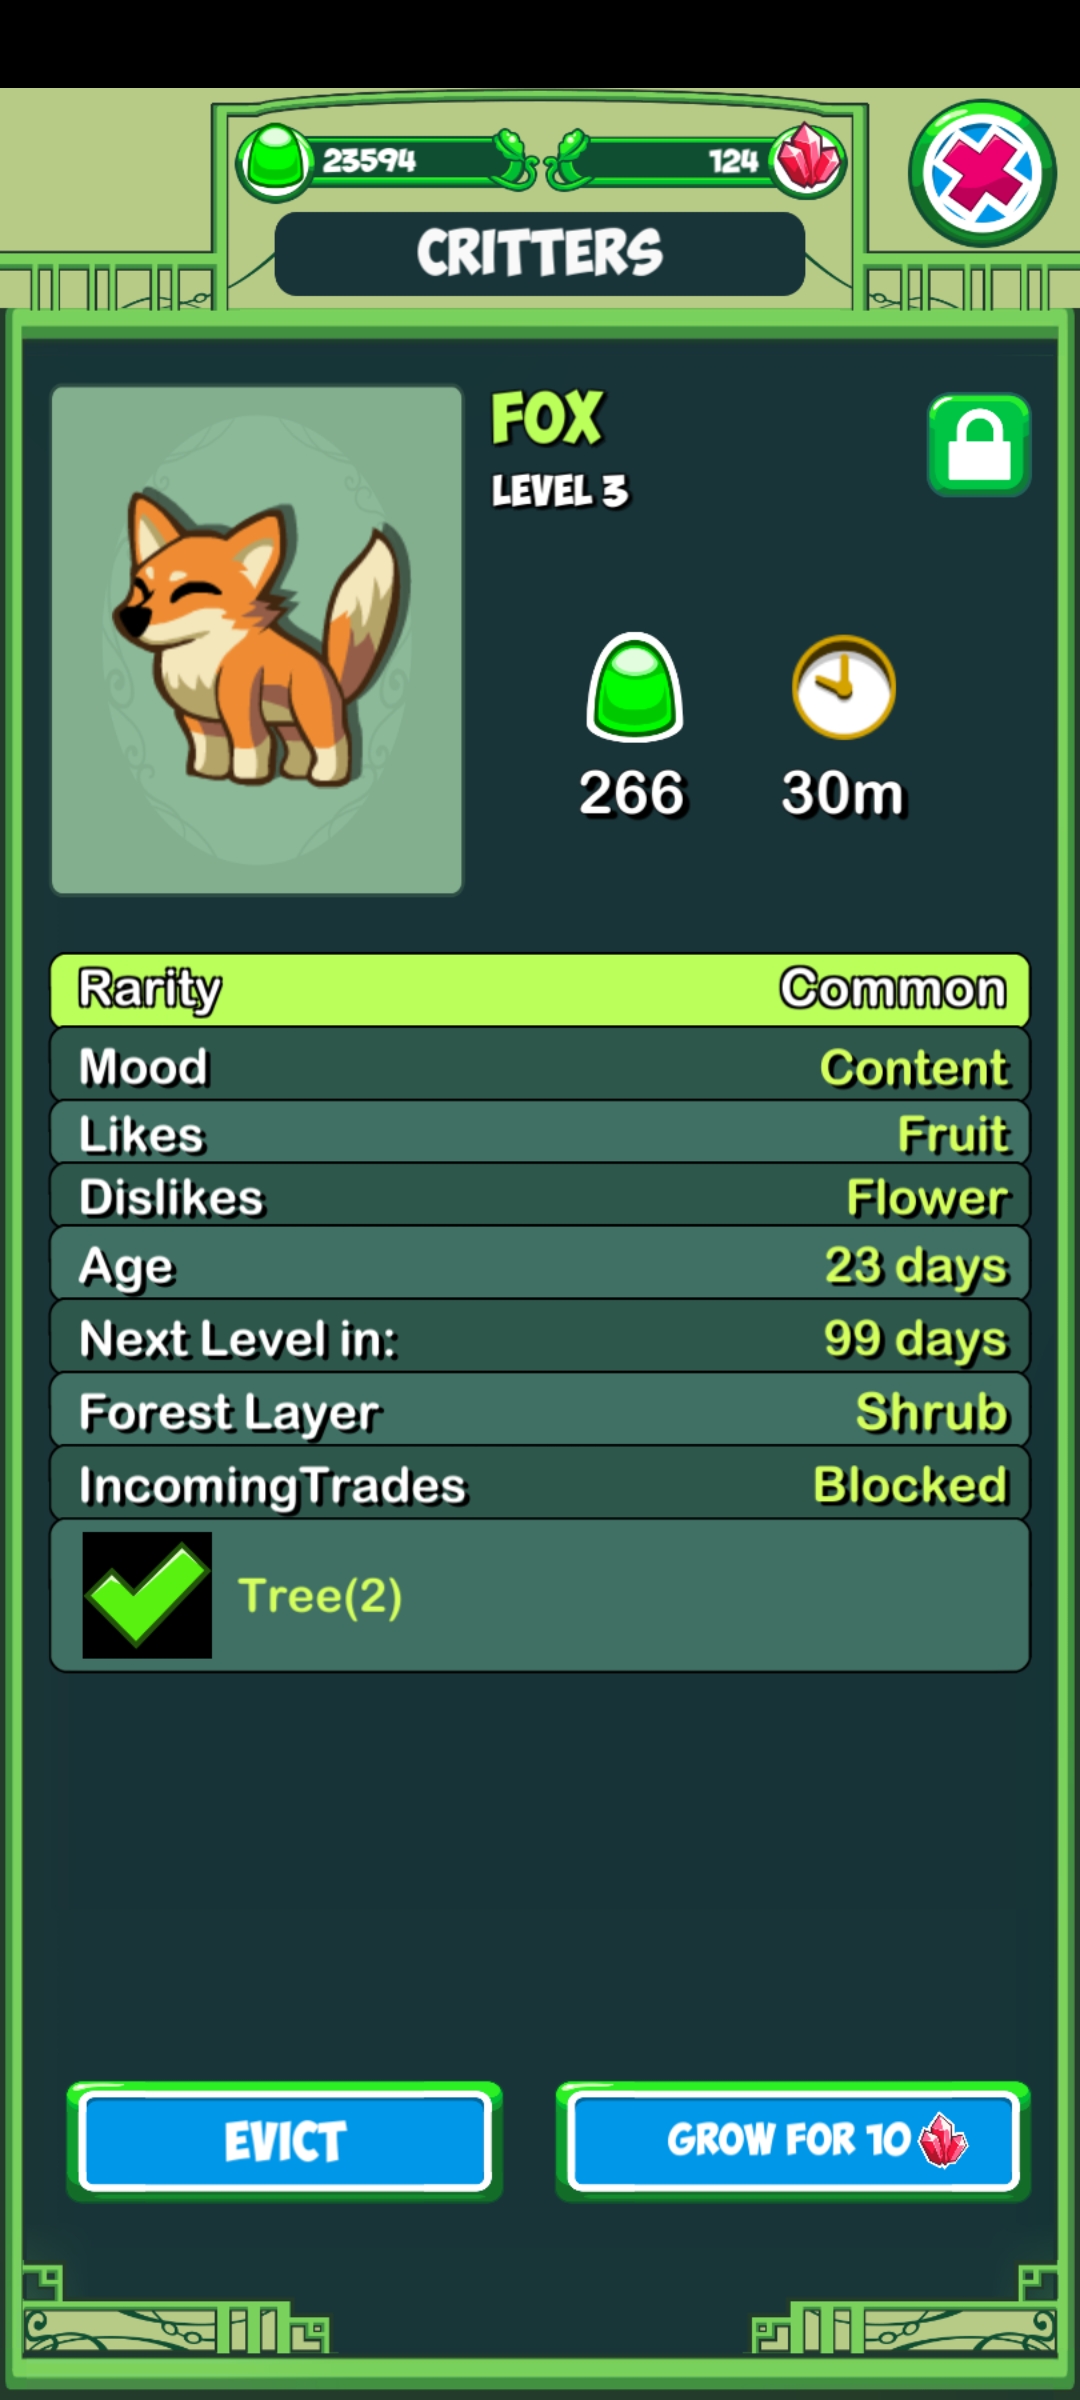 23594
124
CRITTERS
FOX
LEVEL 3
266
30m
Rarity Common
Mood Content
Likes Fruit
Dislikes Flower
Age 23 days
Next Level in: 99 days
Forest Layer Shrub
IncomingTrades Blocked
Tree(2)
EVICT
GROW FOR 10